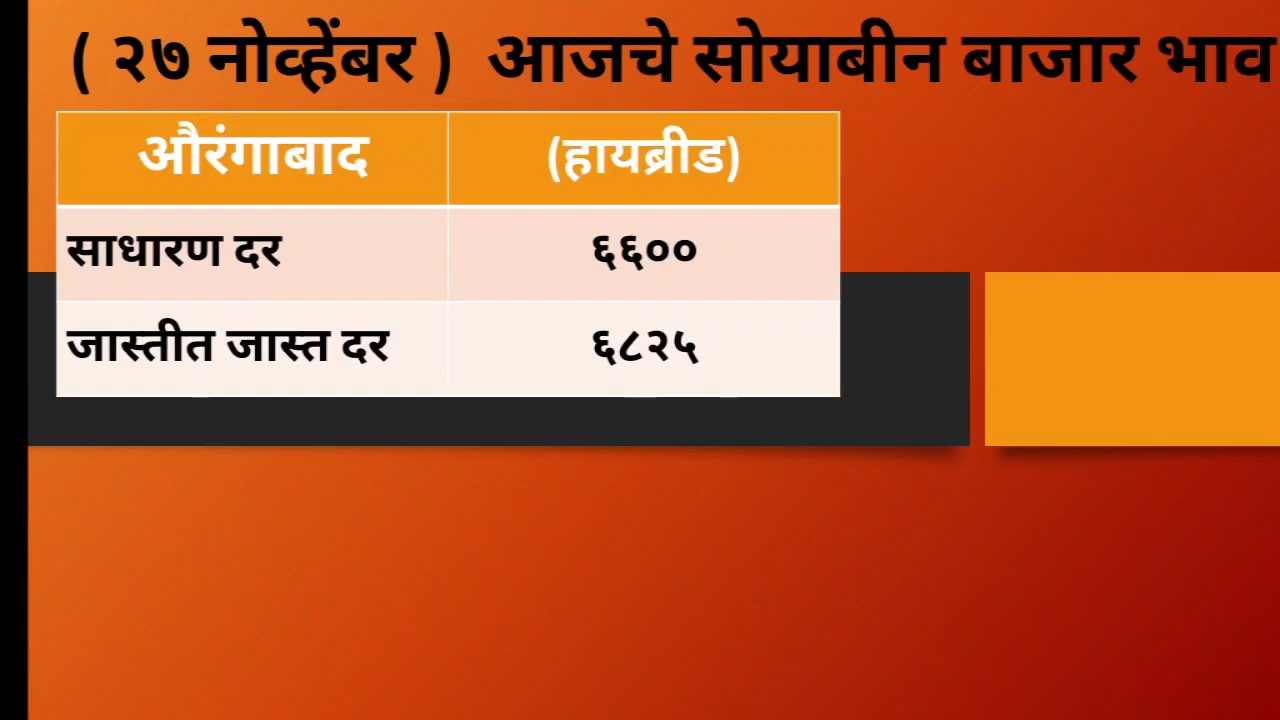 ( २७ नोव्हेंबर ) आजचे सोयाबीन बाजार भाव
औरंगाबाद (हायब्रीड)
साधारण दर ६६००
जास्तीत जास्त दर ६८२५